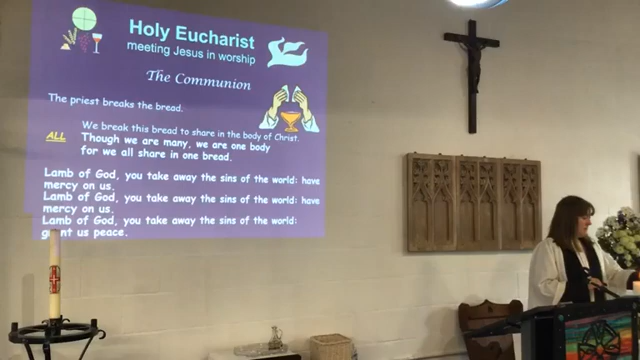 Holy Eucharist
meeting Jesus in worship
The Communion
The priest breaks the bread.
We break this bread to share in the body of Christ.
ALL Though we are many, we are one body
for we all share in one bread.
Lamb of God, you take away the sins of the world: have
mercy on us.
Lamb of God, you take away the sins of the world: have
mercy on us.
Lamb of God, you take away the sins of the world:
grant us peace.